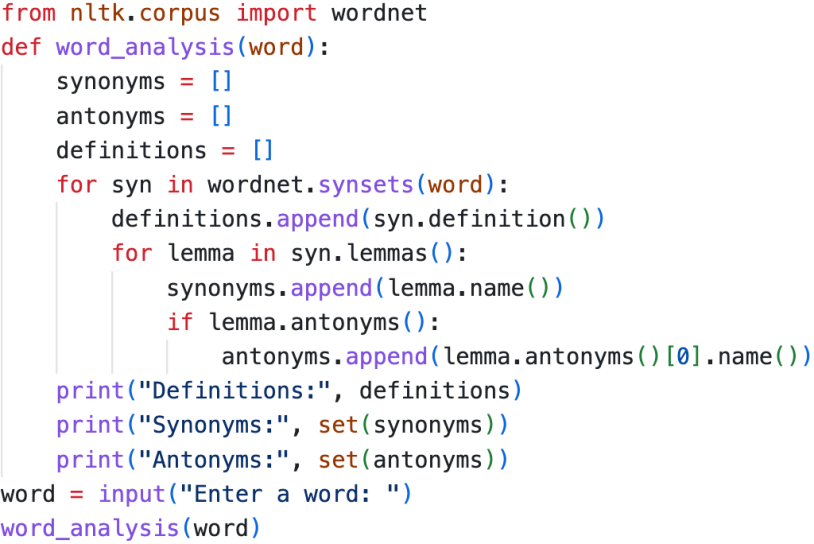 from nltk.corpus import wordnet
def word_analysis(word):
    synonyms = []
    antonyms = []
    definitions = []
    for syn in wordnet.synsets(word):
        definitions.append(syn.definition())
        for lemma in syn.lemmas():
            synonyms.append(lemma.name())
            if lemma.antonyms():
                antonyms.append(lemma.antonyms()[0].name())
    print("Definitions:", definitions)
    print("Synonyms:", set(synonyms))
    print("Antonyms:", set(antonyms))
word = input("Enter a word: ")
word_analysis(word)